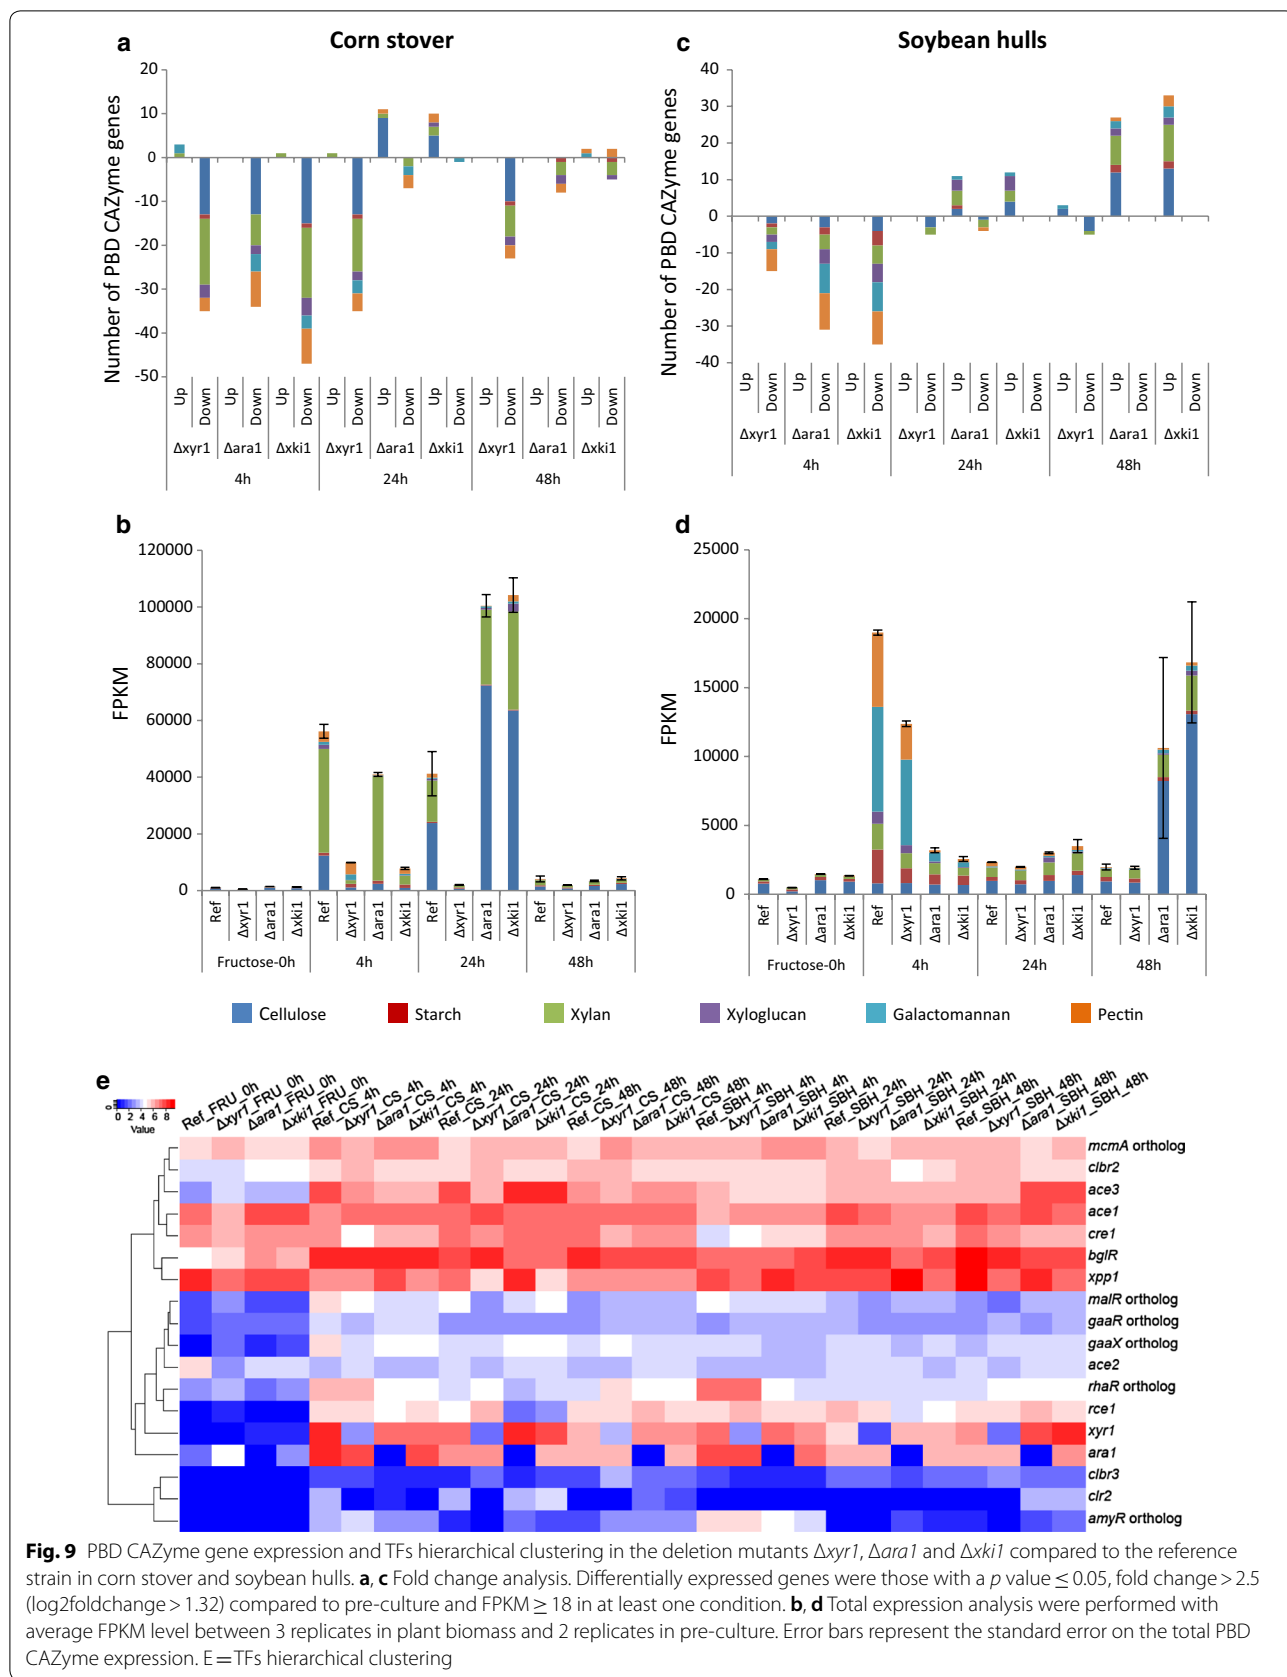 a
Corn stover
Number of PBD CAZyme genes
20
10
0
-10
-20
-30
-40
-50
Up Down Up Down Up Down Up Down Up Down Up Down Up Down Up Down Up Down
Δxyr1 Δara1 Δxki1 Δxyr1 Δara1 Δxki1 Δxyr1 Δara1 Δxki1
4h 24h 48h
c
Soybean hulls
Number of PBD CAZyme genes
40
30
20
10
0
-10
-20
-30
-40
Up Down Up Down Up Down Up Down Up Down Up Down Up Down Up Down Up Down
Δxyr1 Δara1 Δxki1 Δxyr1 Δara1 Δxki1 Δxyr1 Δara1 Δxki1
4h 24h 48h
b
FPKM
120000
100000
80000
60000
40000
20000
0
Ref Δxyr1 Δara1 Δxki1 Ref Δxyr1 Δara1 Δxki1 Ref Δxyr1 Δara1 Δxki1 Ref Δxyr1 Δara1 Δxki1
Fructose-0h 4h 24h 48h
d
FPKM
25000
20000
15000
10000
5000
0
Ref Δxyr1 Δara1 Δxki1 Ref Δxyr1 Δara1 Δxki1 Ref Δxyr1 Δara1 Δxki1 Ref Δxyr1 Δara1 Δxki1
Fructose-0h 4h 24h 48h
Cellulose Starch Xylan Xyloglucan Galactomannan Pectin
e
0 2 4 6 8
Value
Ref_FRU_0h
Δxyr1_FRU_0h
Δara1_FRU_0h
Δxki1_FRU_0h
Ref_CS_4h
Δxyr1_CS_4h
Δara1_CS_4h
Δxki1_CS_4h
Ref_CS_24h
Δxyr1_CS_24h
Δara1_CS_24h
Δxki1_CS_24h
Ref_CS_48h
Δxyr1_CS_48h
Δara1_CS_48h
Δxki1_CS_48h
Ref_SBH_4h
Δxyr1_SBH_4h
Δara1_SBH_4h
Δxki1_SBH_4h
Ref_SBH_24h
Δxyr1_SBH_24h
Δara1_SBH_24h
Δxki1_SBH_24h
Ref_SBH_48h
Δxyr1_SBH_48h
Δara1_SBH_48h
Δxki1_SBH_48h
mcmA ortholog
clbr2
ace3
ace1
cre1
bglR
xpp1
malR ortholog
gaaR ortholog
gaaX ortholog
ace2
rhaR ortholog
rce1
xyr1
ara1
clbr3
clr2
amyR ortholog
Fig. 9 PBD CAZyme gene expression and TFs hierarchical clustering in the deletion mutants Δxyr1, Δara1 and Δxki1 compared to the reference
strain in corn stover and soybean hulls. a, c Fold change analysis. Differentially expressed genes were those with a p value ≤ 0.05, fold change > 2.5
(log2foldchange > 1.32) compared to pre-culture and FPKM ≥ 18 in at least one condition. b, d Total expression analysis were performed with
average FPKM level between 3 replicates in plant biomass and 2 replicates in pre-culture. Error bars represent the standard error on the total PBD
CAZyme expression. E = TFs hierarchical clustering